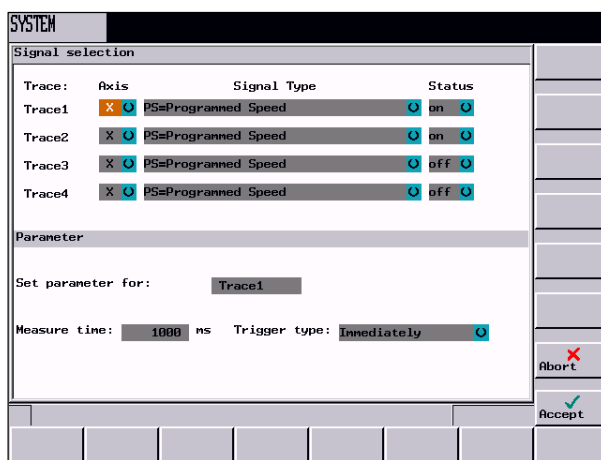 SYSTEM
Signal selection
Trace: Axis Signal Type Status
Trace1 X PS=Programmed Speed on
Trace2 X PS=Programmed Speed on
Trace3 X PS=Programmed Speed off
Trace4 X PS=Programmed Speed off
Parameter
Set parameter for: Trace1
Measure time: 1000 ms Trigger type: Immediately
Abort
Accept